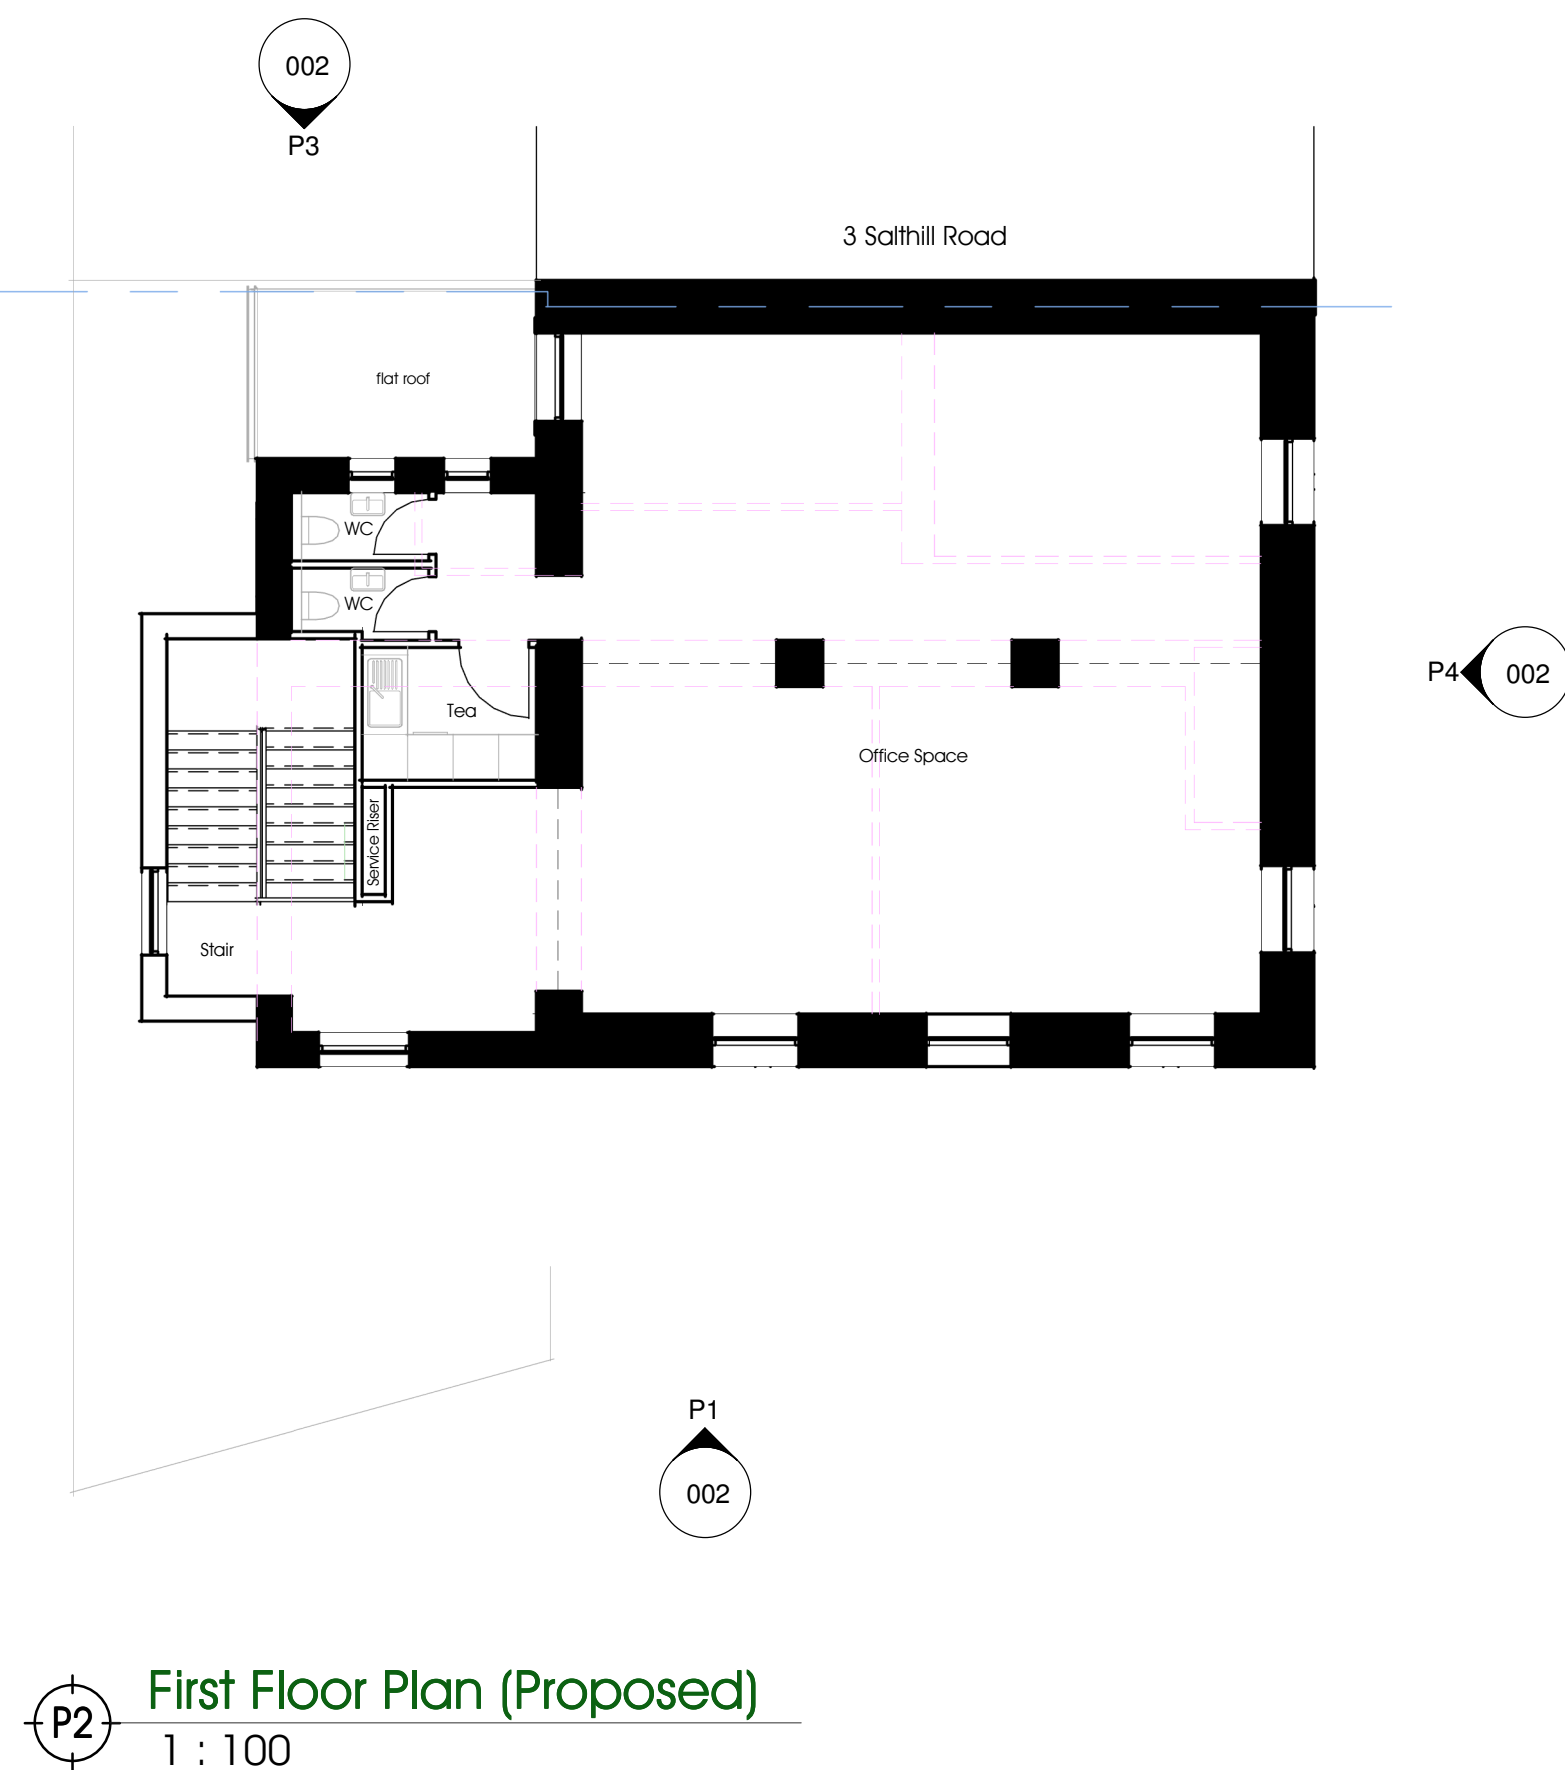 002
P3
3 Salthill Road
flat roof
WC
WC
P4
002
Tea
Office Space
Service Riser
Stair
P1
002
First Floor Plan (Proposed)
P2
1 : 100